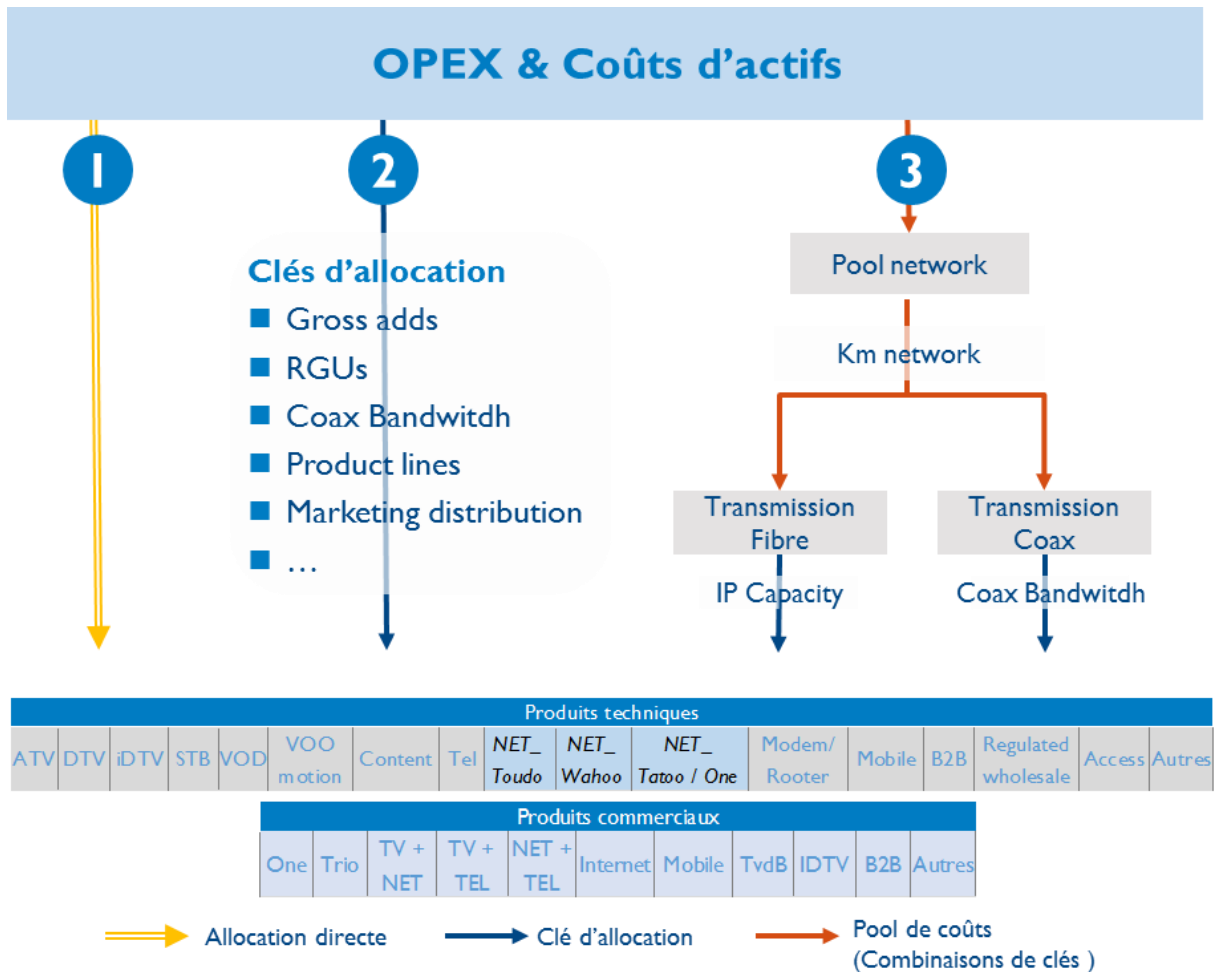 OPEX & Coûts d'actifs
1
2
3
Clés d'allocation
Gross adds
RGUs
Coax Bandwitdh
Product lines
Marketing distribution
…
Pool network
Km network
Transmission
Fibre
Transmission
Coax
IP Capacity
Coax Bandwitdh
Produits techniques
ATV
DTV
iDTV
STB
VOD
VOO
motion
Content
Tel
NET_
Toudo
NET_
Wahoo
NET_
Tatoo / One
Modem/
Rooter
Mobile
B2B
Regulated
wholesale
Access
Autres
Produits commerciaux
One
Trio
TV +
NET
TV +
TEL
NET +
TEL
Internet
Mobile
TvdB
IDTV
B2B
Autres
Allocation directe
Clé d'allocation
Pool de coûts
(Combinaisons de clés )